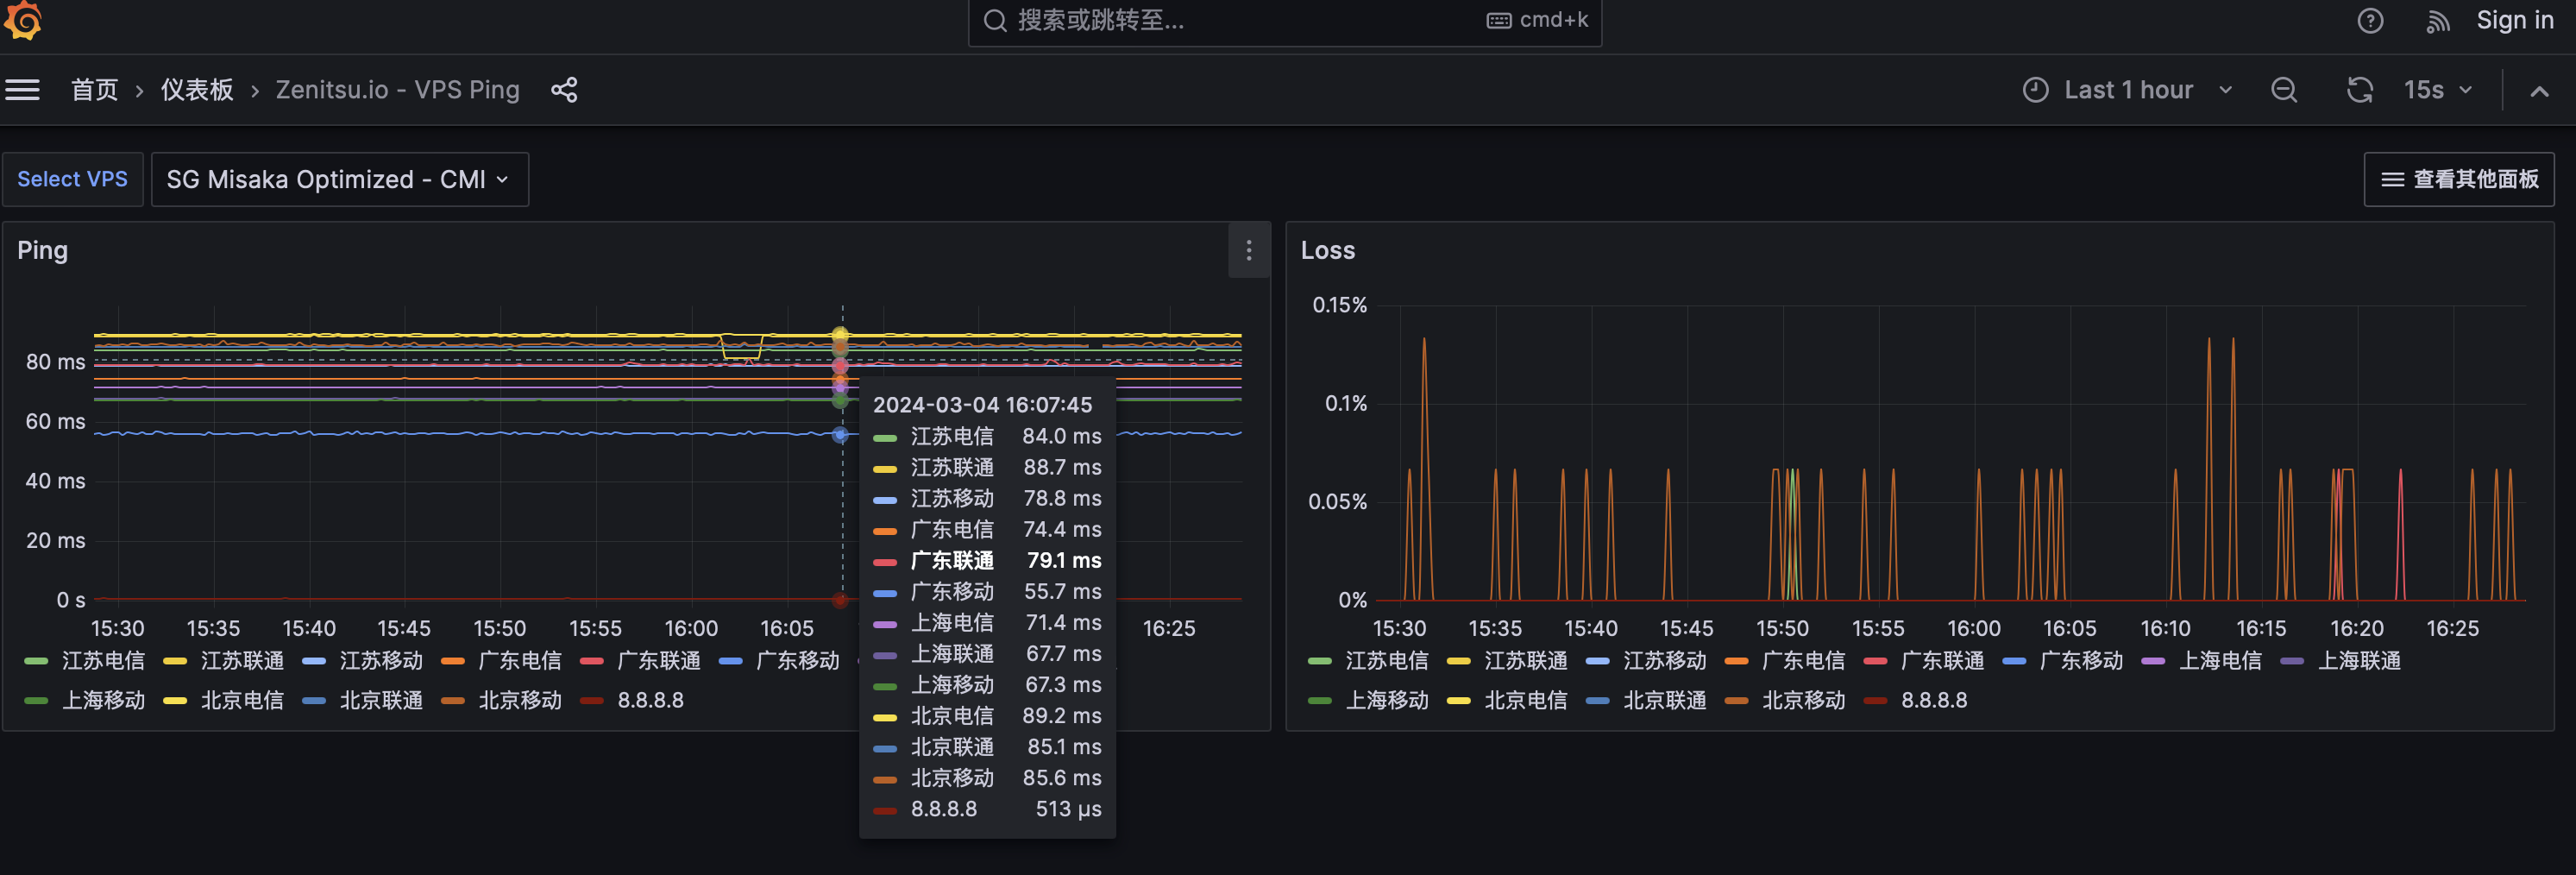 搜索或跳转至... cmd+k Sign in
首页 › 仪表板 › Zenitsu.io - VPS Ping Last 1 hour 15s
Select VPS SG Misaka Optimized - CMI 查看其他面板
Ping
80 ms
60 ms
40 ms
20 ms
0 s
15:30 15:35 15:40 15:45 15:50 15:55 16:00 16:05 16:25
江苏电信 江苏联通 江苏移动 广东电信 广东联通 广东移动
上海移动 北京电信 北京联通 北京移动 8.8.8.8
2024-03-04 16:07:45
江苏电信 84.0 ms
江苏联通 88.7 ms
江苏移动 78.8 ms
广东电信 74.4 ms
广东联通 79.1 ms
广东移动 55.7 ms
上海电信 71.4 ms
上海联通 67.7 ms
上海移动 67.3 ms
北京电信 89.2 ms
北京联通 85.1 ms
北京移动 85.6 ms
8.8.8.8 513 µs
Loss
0.15%
0.1%
0.05%
0%
15:30 15:35 15:40 15:45 15:50 15:55 16:00 16:05 16:10 16:15 16:20 16:25
江苏电信 江苏联通 江苏移动 广东电信 广东联通 广东移动 上海电信 上海联通
上海移动 北京电信 北京联通 北京移动 8.8.8.8